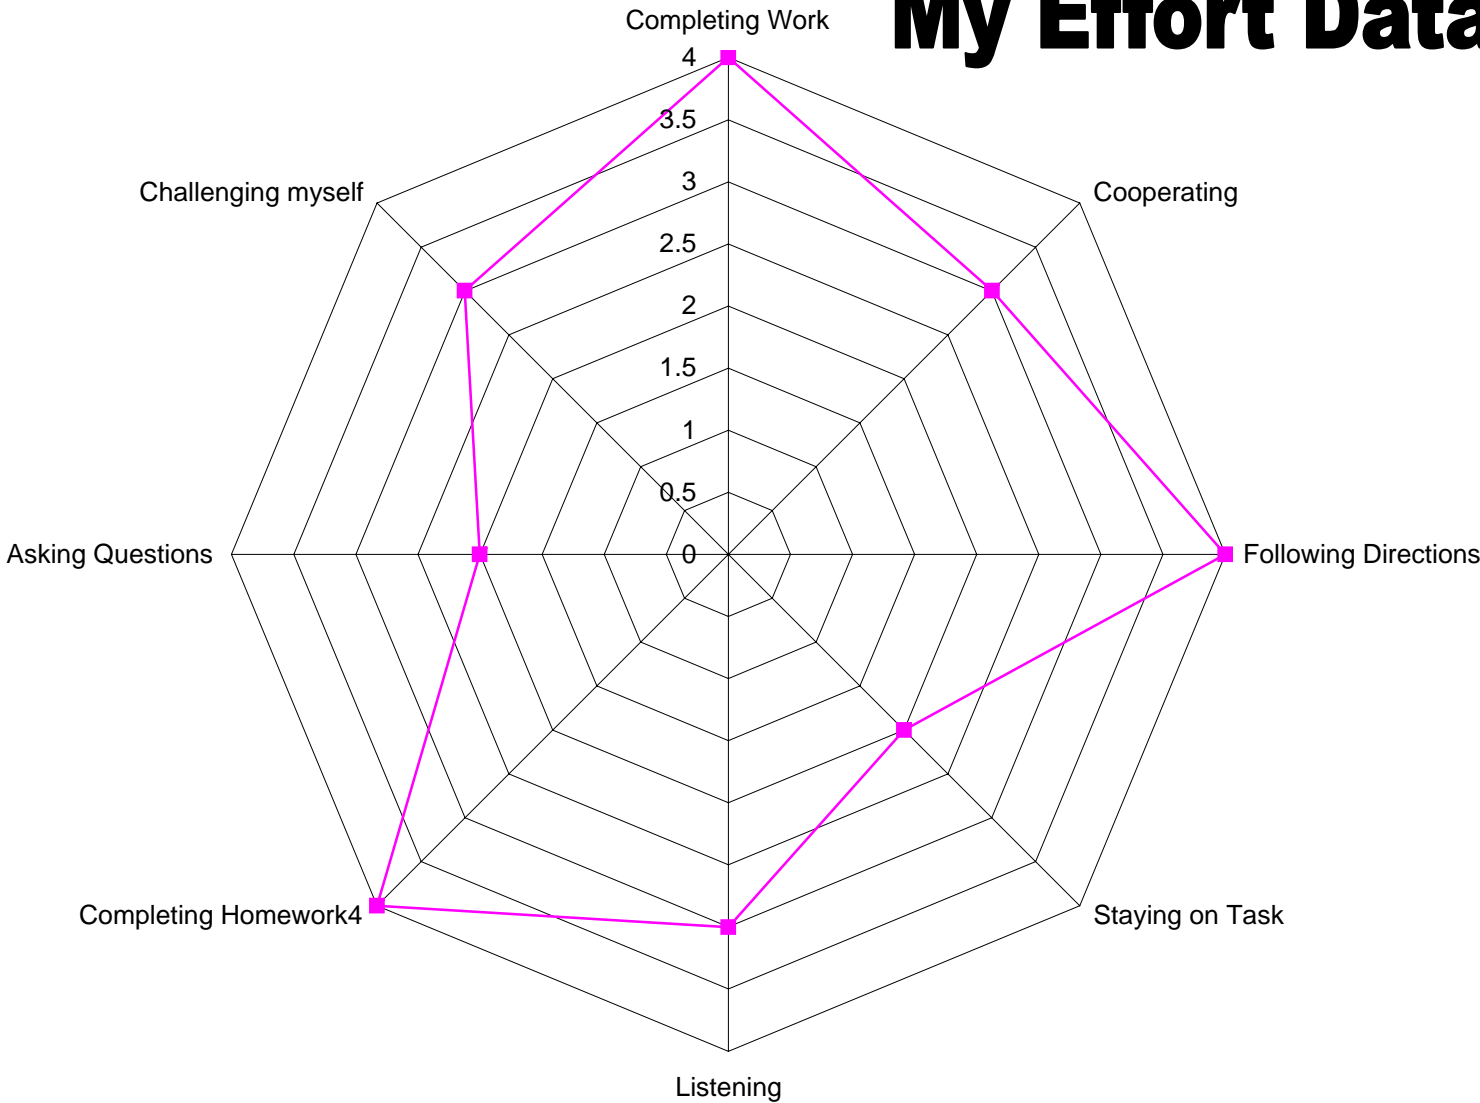 My Effort Data
Completing Work
4
3.5
3
2.5
2
1.5
1
0.5
0
Challenging myself
Cooperating
Asking Questions
Following Directions
Completing Homework4
Staying on Task
Listening